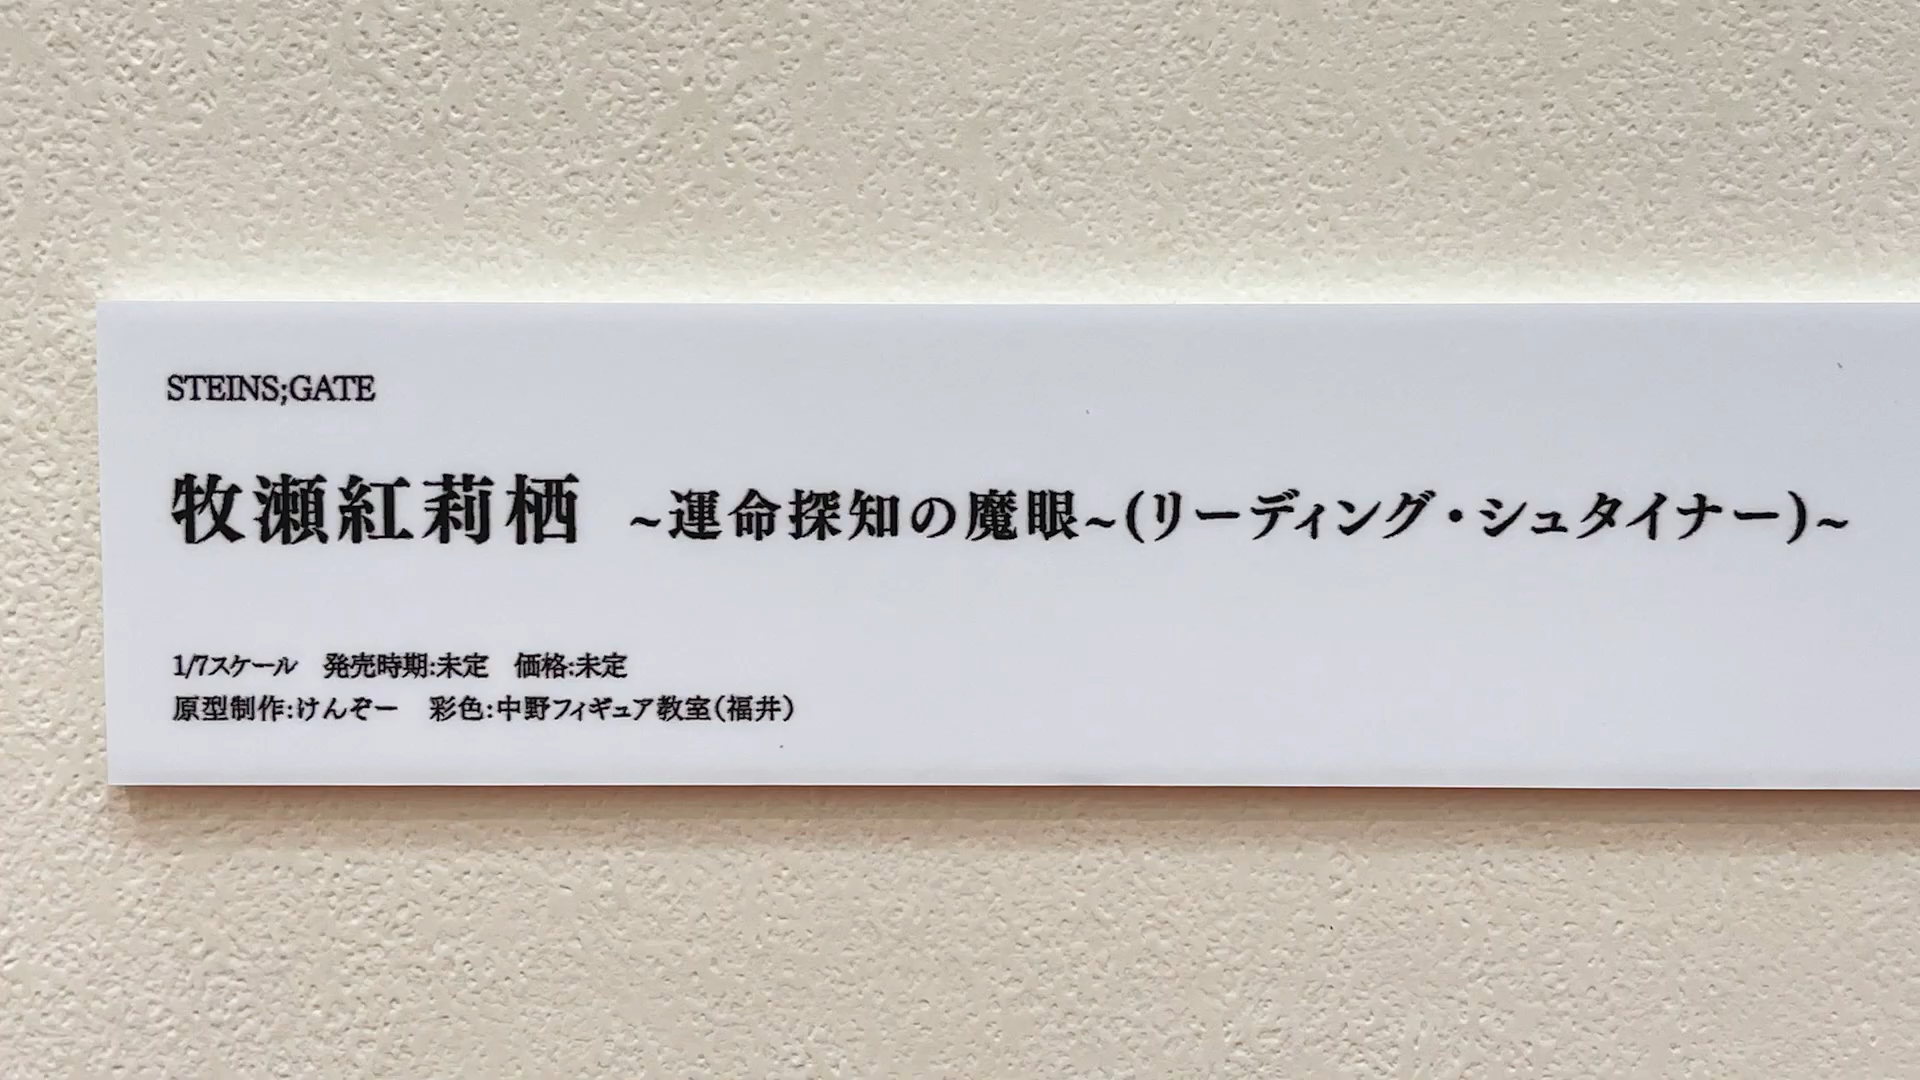 STEINS;GATE
牧瀬紅莉栖 ~運命探知の魔眼~(リーディング・シュタイナー)~
1/7スケール 発売時期:未定 価格:未定
原型制作:けんぞー 彩色:中野フィギュア教室(福井)